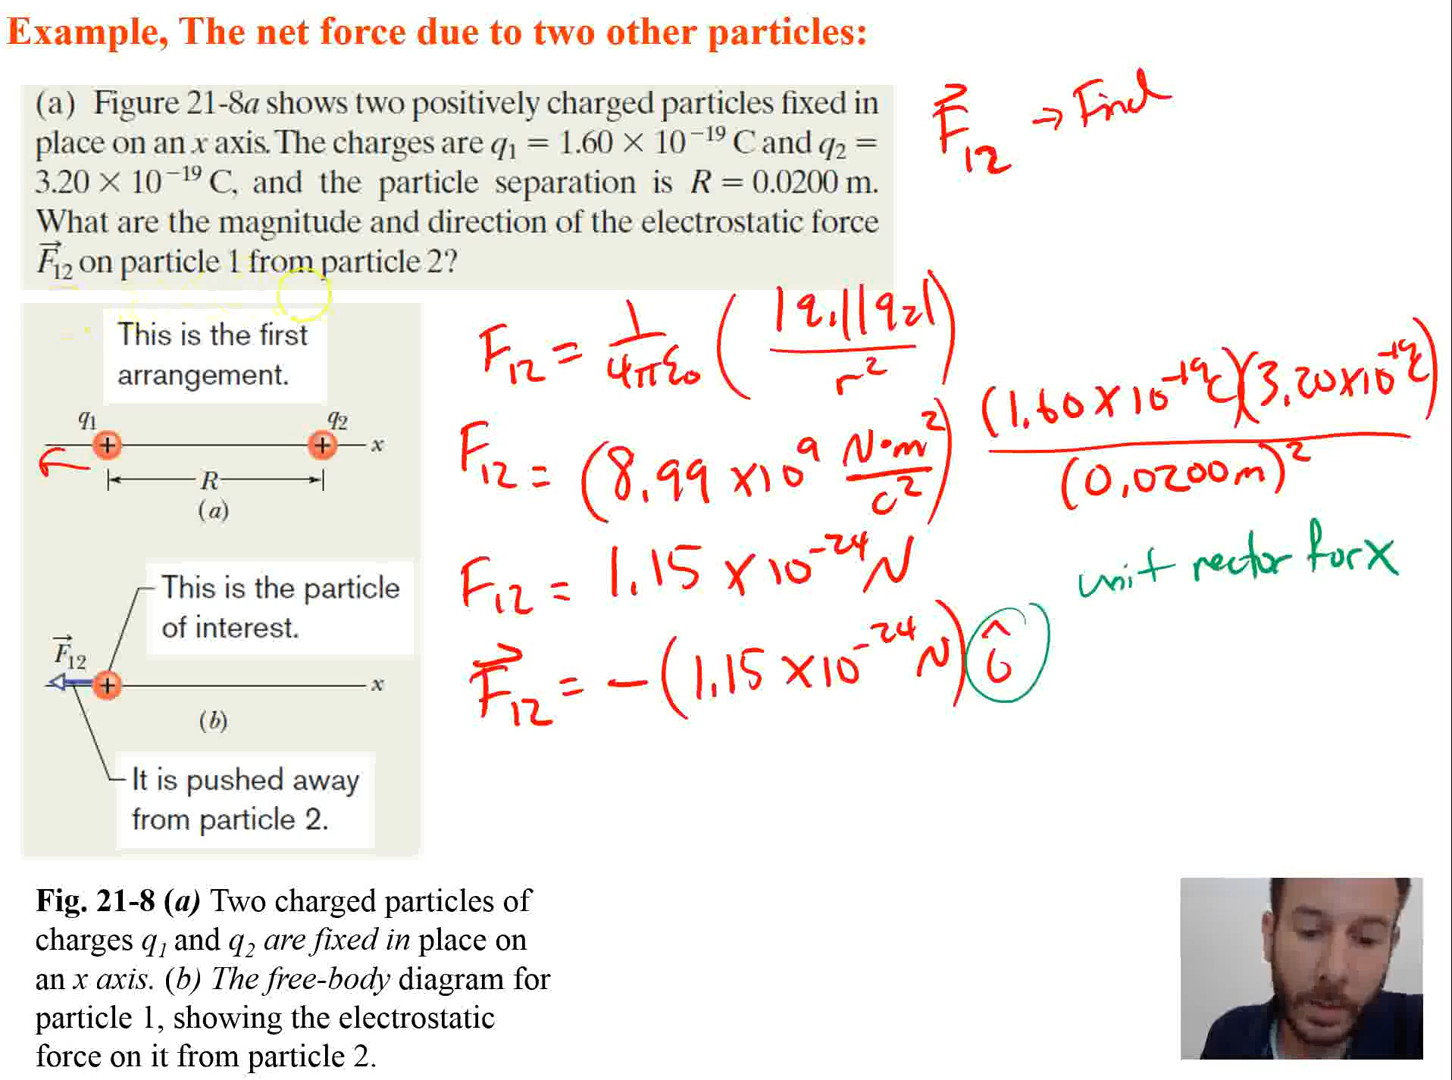 Example, The net force due to two other particles:
(a) Figure 21-8a shows two positively charged particles fixed in
place on an x axis. The charges are q₁ = 1.60 × 10⁻¹⁹ C and q₂ =
3.20 × 10⁻¹⁹ C, and the particle separation is R = 0.0200 m.
What are the magnitude and direction of the electrostatic force
F⃗₁₂ on particle 1 from particle 2?
F⃗₁₂ → Find
This is the first
arrangement.
q₁ q₂
+ + x
R
(a)
This is the particle
of interest.
F⃗₁₂
+ x
(b)
It is pushed away
from particle 2.
F₁₂ = 1/4πε₀ (|q₁||q₂|/r²)
F₁₂ = (8.99 × 10⁹ N·m²/C²) (1.60 × 10⁻¹⁹C)(3.20 × 10⁻¹⁹C)/(0.0200m)²
F₁₂ = 1.15 × 10⁻²⁴ N
unit vector for x
F⃗₁₂ = -(1.15 × 10⁻²⁴ N) î
Fig. 21-8 (a) Two charged particles of
charges q₁ and q₂ are fixed in place on
an x axis. (b) The free-body diagram for
particle 1, showing the electrostatic
force on it from particle 2.